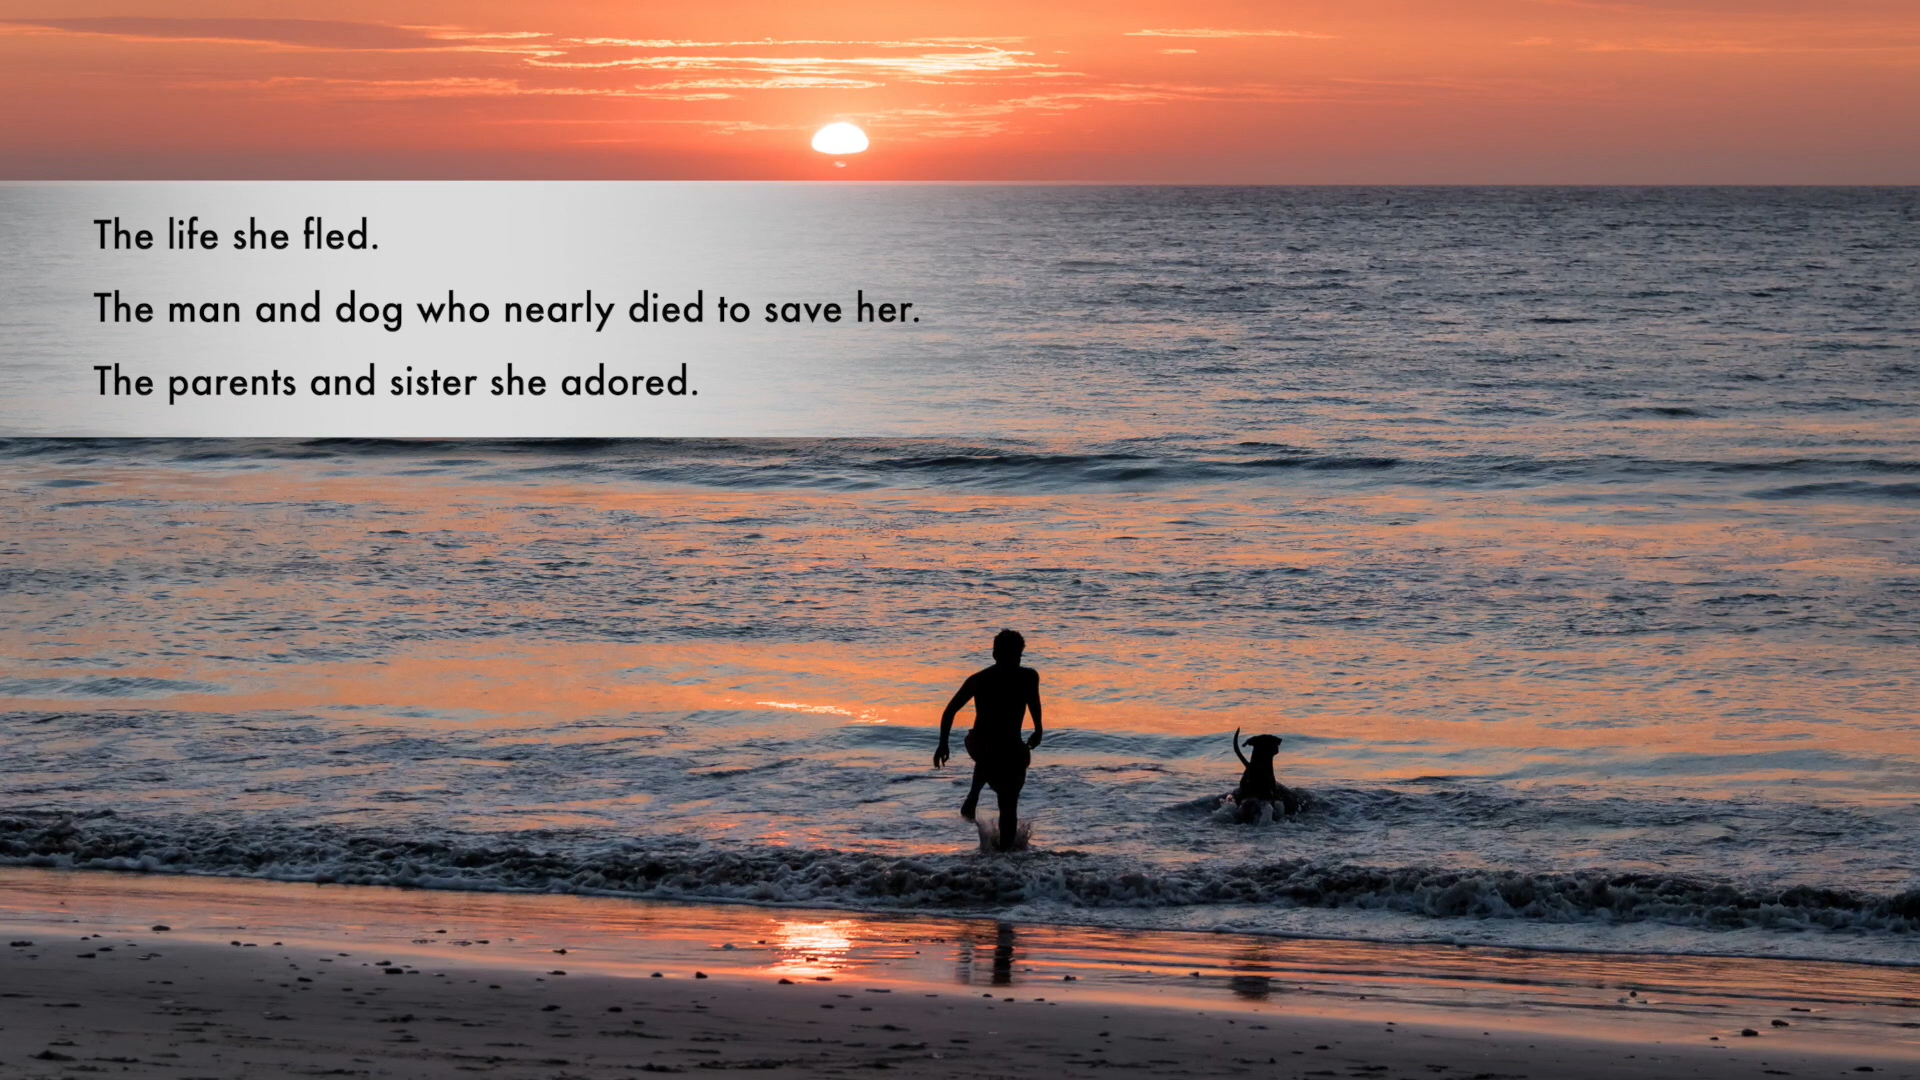 The life she fled.
The man and dog who nearly died to save her.
The parents and sister she adored.